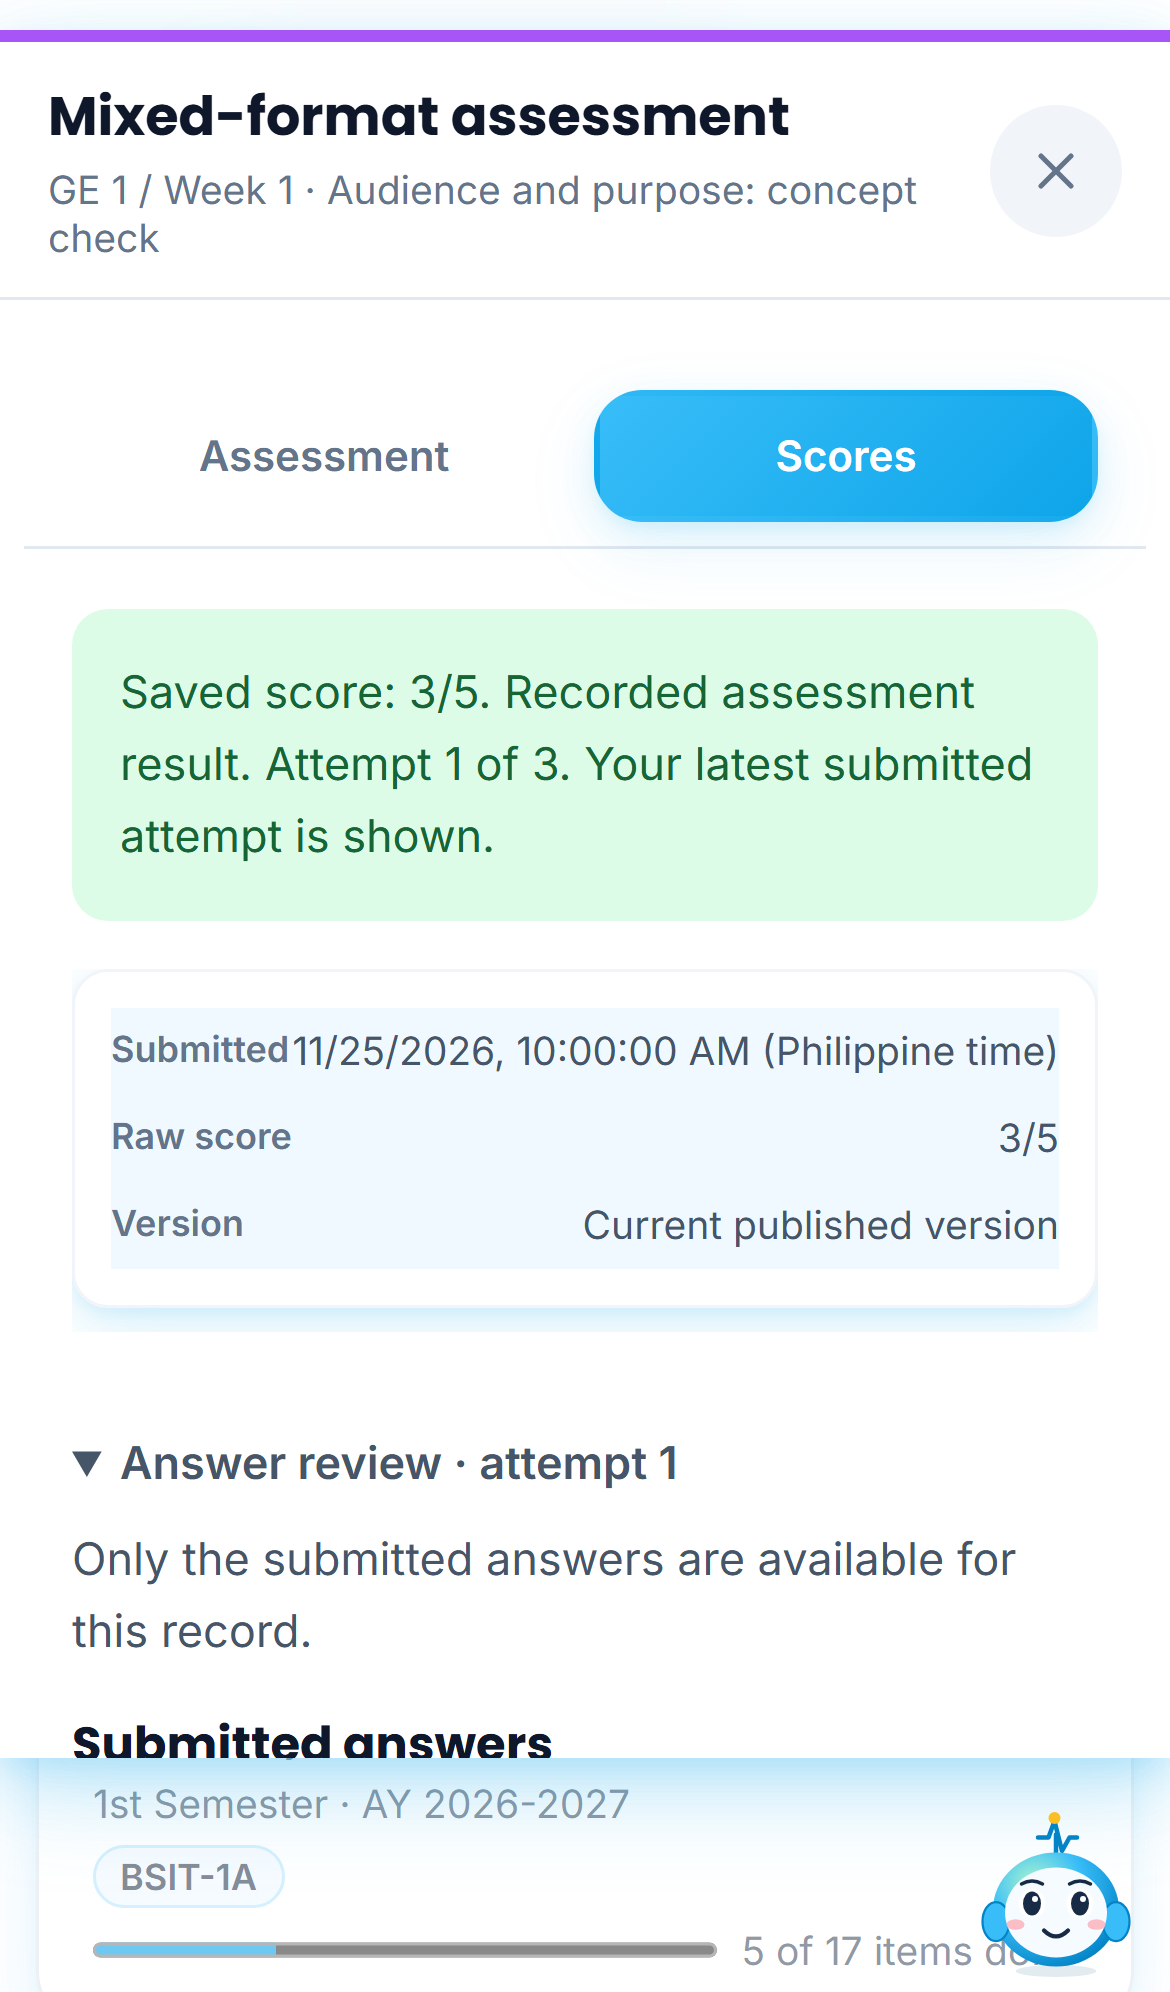 Mixed-format assessment
GE 1 / Week 1 · Audience and purpose: concept
check
Assessment
Scores
Saved score: 3/5. Recorded assessment
result. Attempt 1 of 3. Your latest submitted
attempt is shown.
Submitted 11/25/2026, 10:00:00 AM (Philippine time)
Raw score 3/5
Version Current published version
▼ Answer review · attempt 1
Only the submitted answers are available for
this record.
Submitted answers
1st Semester · AY 2026-2027
BSIT-1A
5 of 17 items